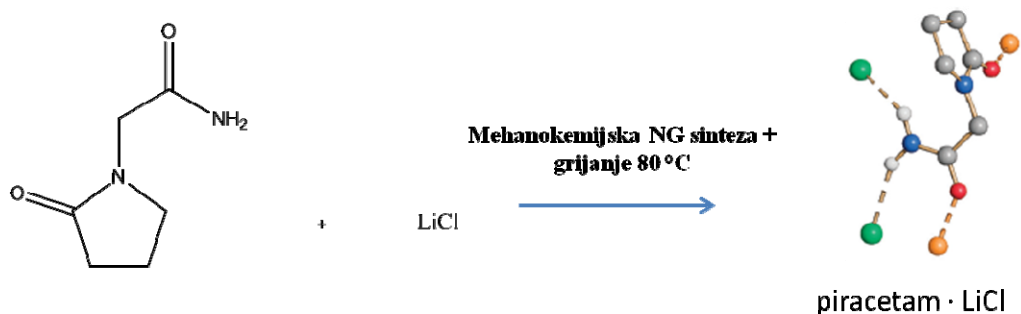 O
NH₂
N
O
+
LiCl
Mehanokemijska NG sinteza +
grijanje 80 °C
piracetam · LiCl